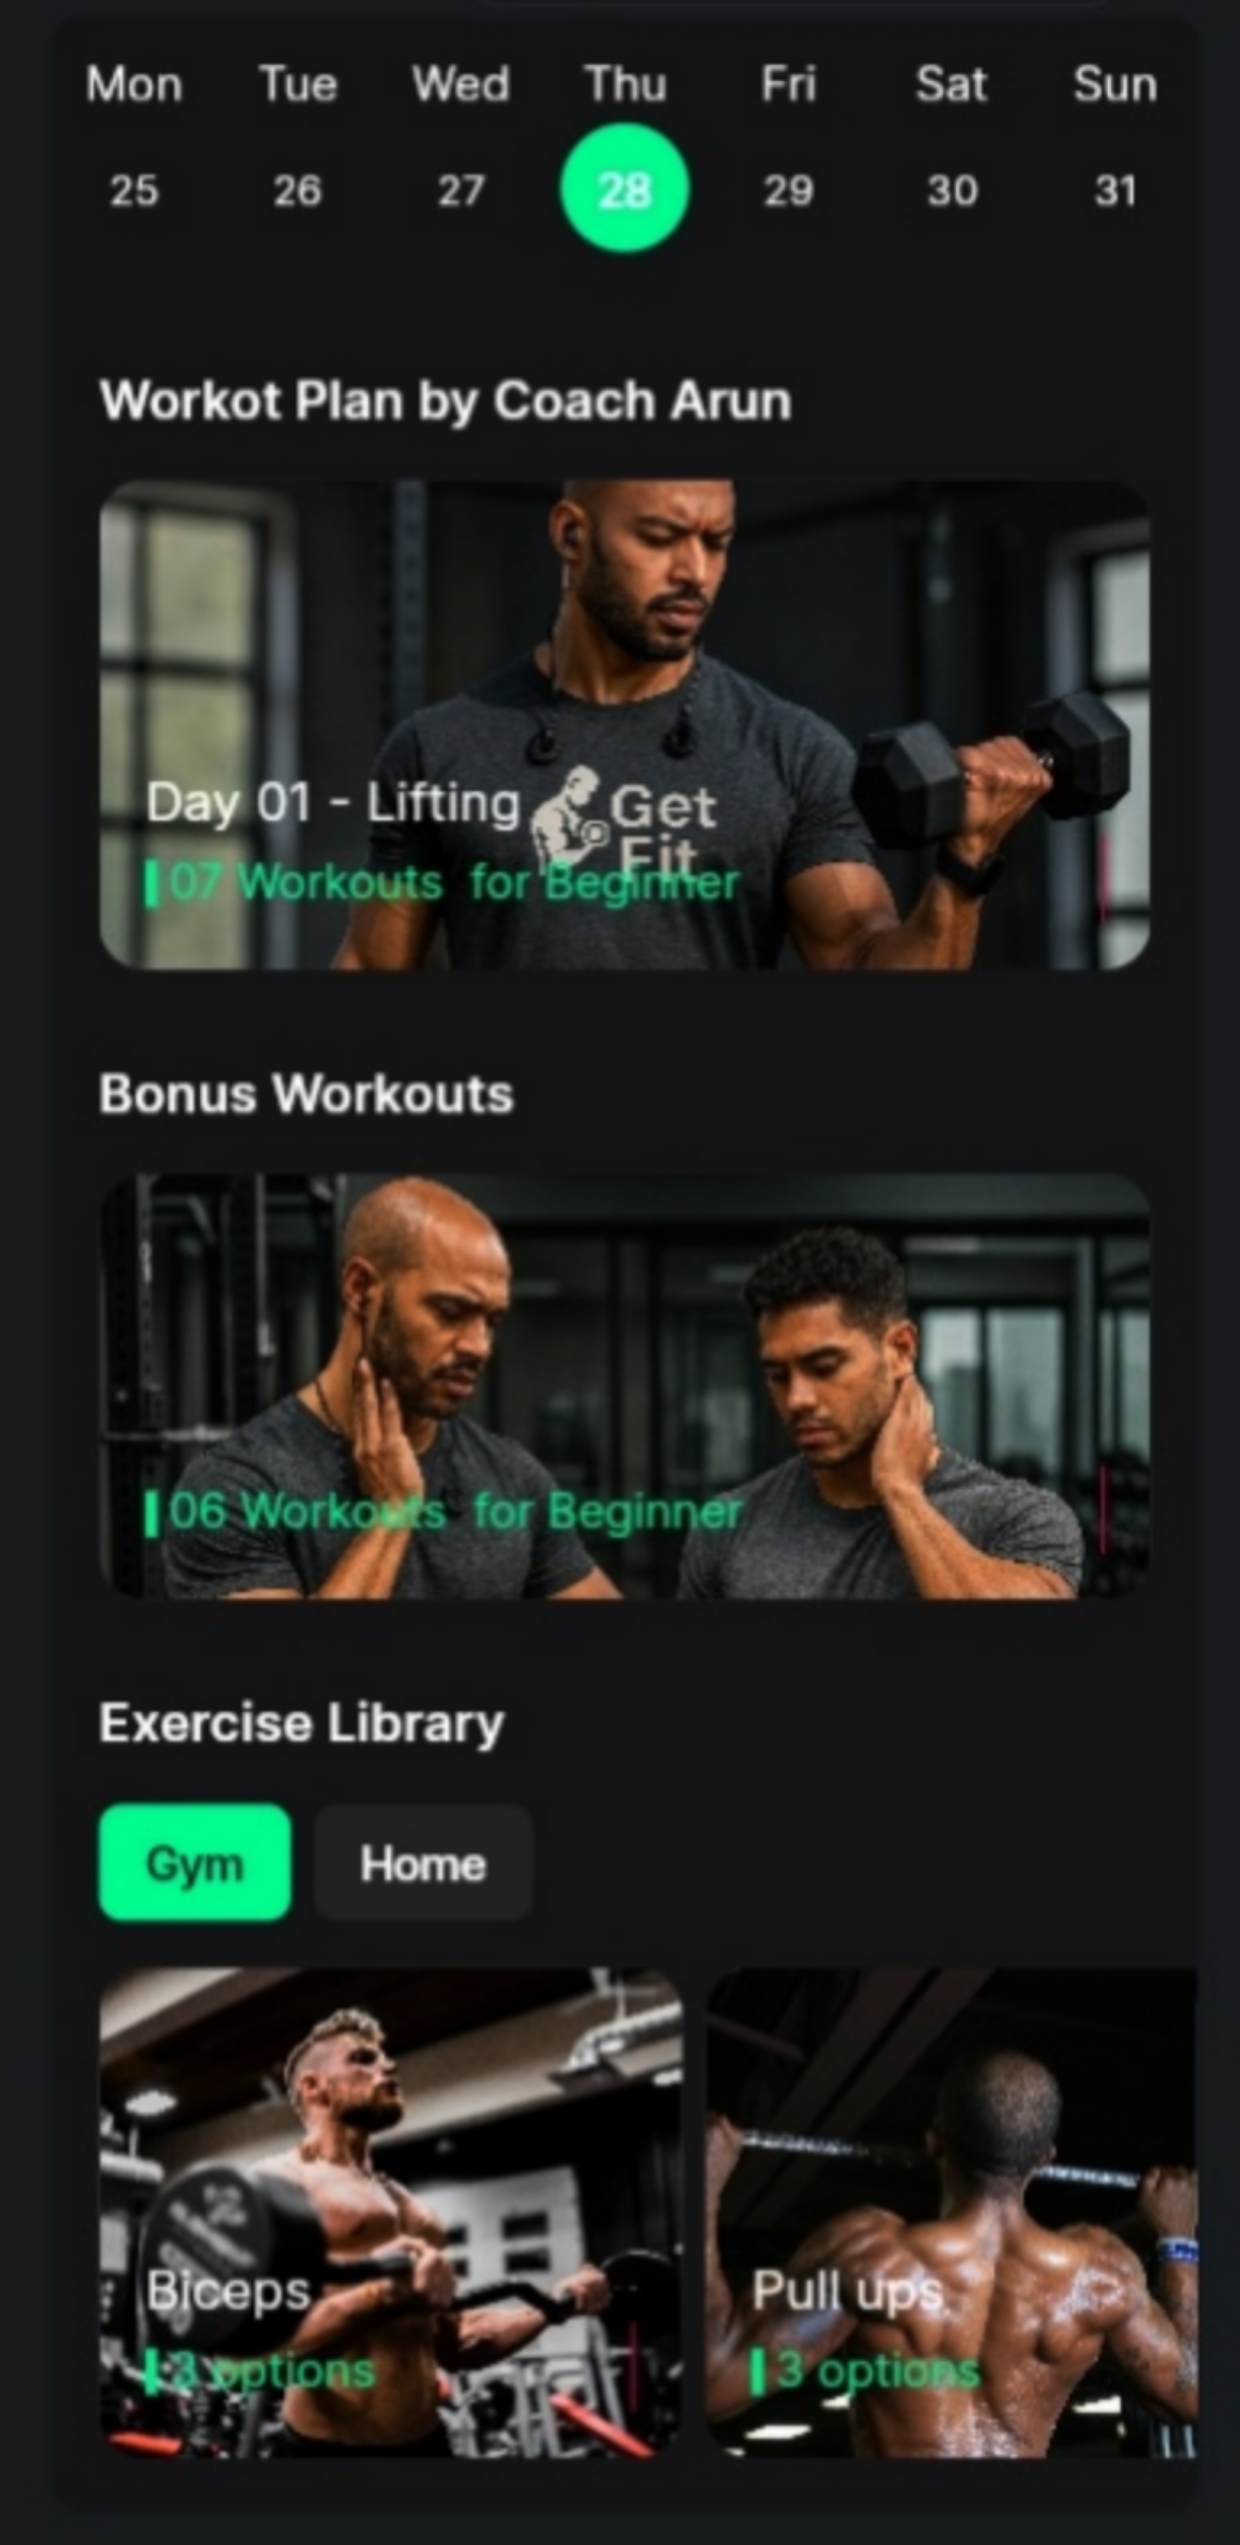 Mon Tue Wed Thu Fri Sat Sun
25 26 27 28 29 30 31
Workot Plan by Coach Arun
Get
Fit
Day 01 - Lifting
07 Workouts for Beginner
Bonus Workouts
06 Workouts for Beginner
Exercise Library
Gym Home
Biceps Pull ups
3 options 3 options